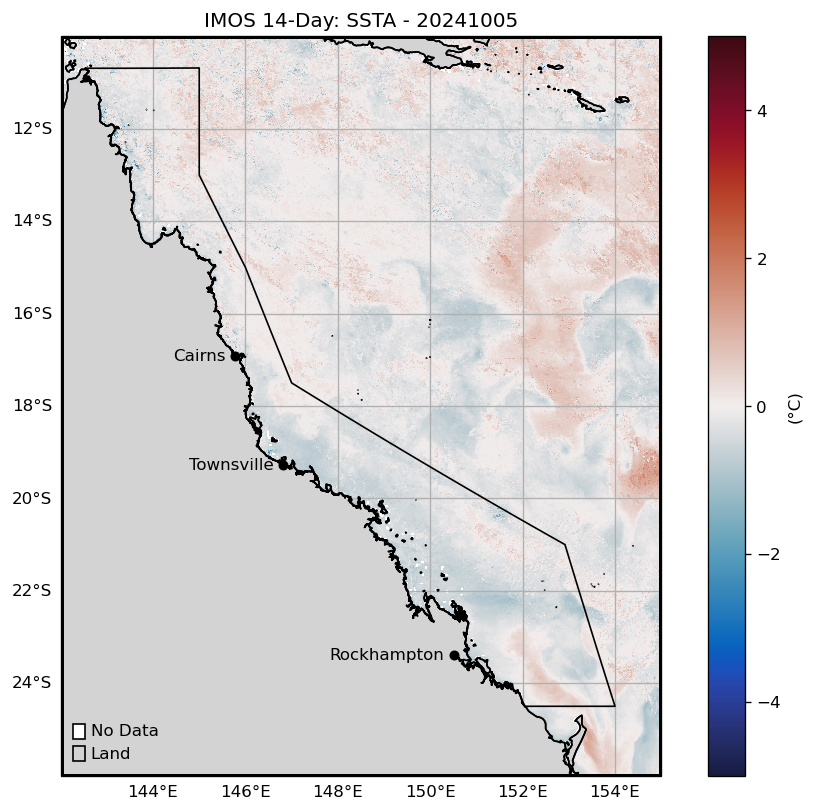 IMOS 14-Day: SSTA - 20241005
12°S
14°S
16°S
18°S
20°S
22°S
24°S
Cairns
Townsville
Rockhampton
No Data
Land
144°E 146°E 148°E 150°E 152°E 154°E
4
2
0
−2
−4
(°C)